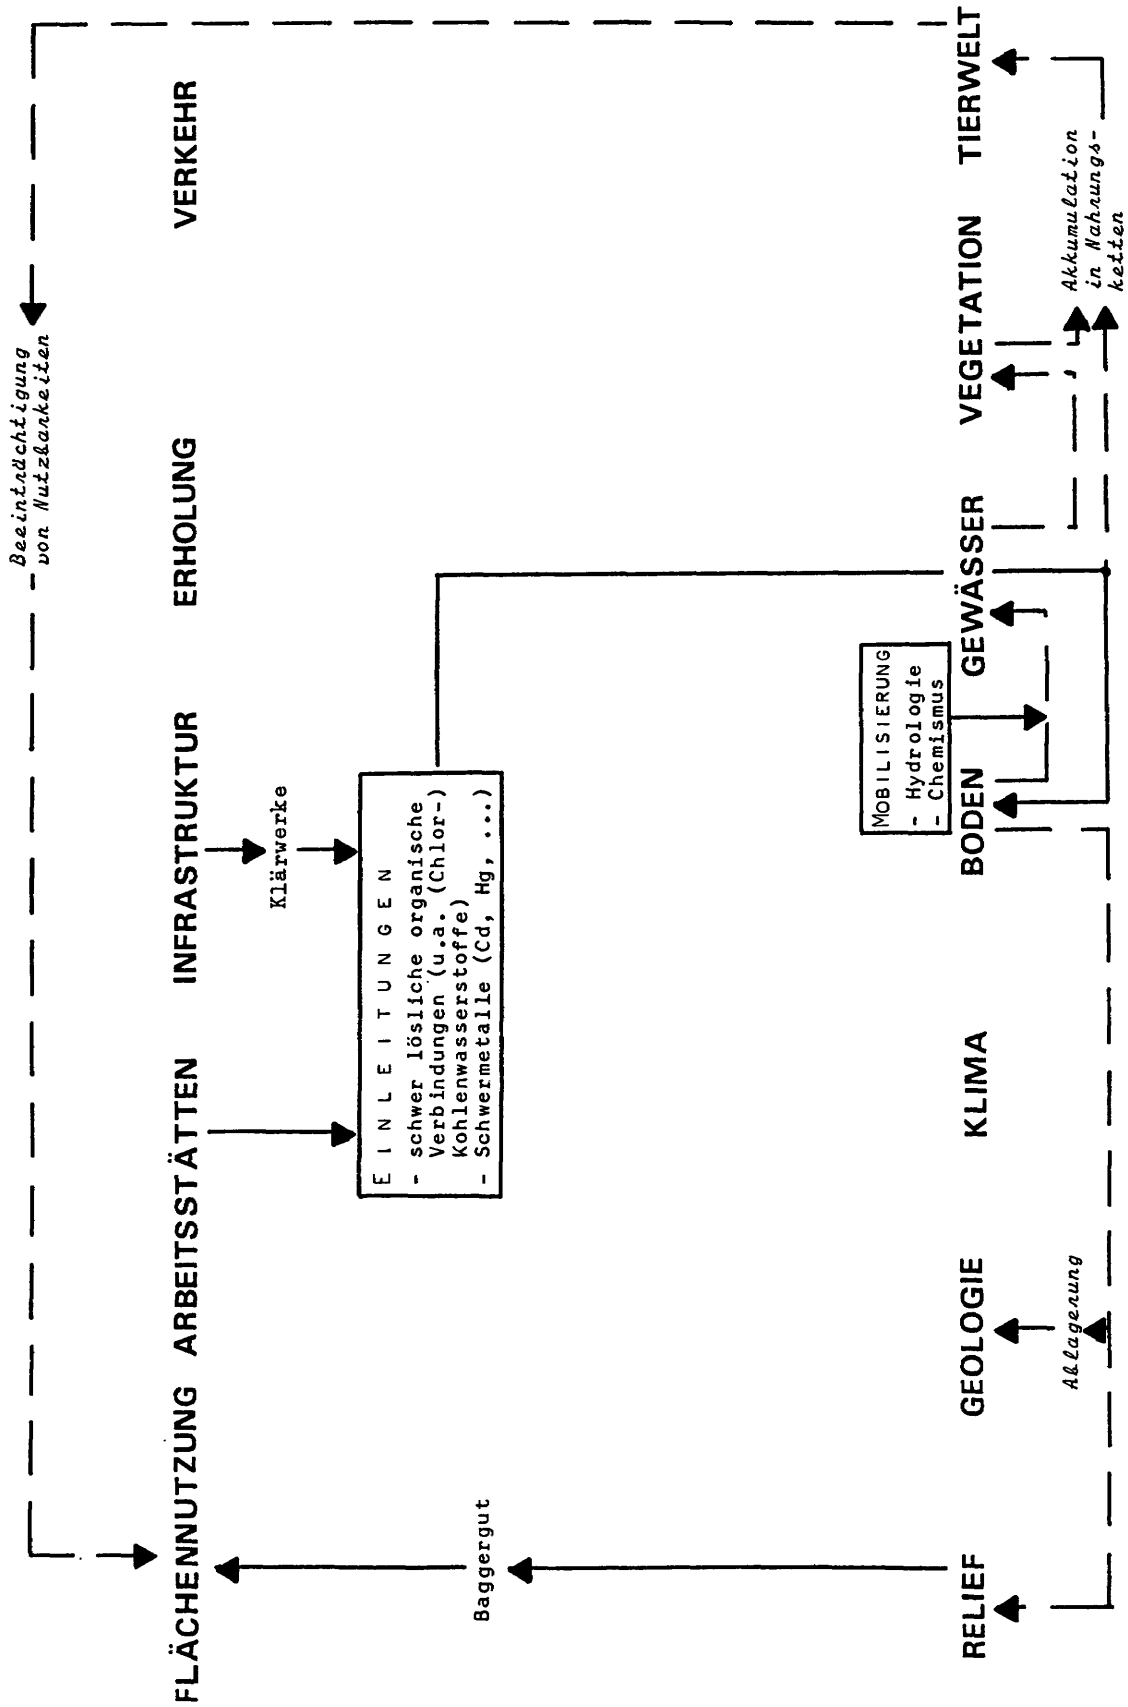 Beeinträchtigung
von Nutzbarkeiten
FLÄCHENNUTZUNG ARBEITSSTÄTTEN INFRASTRUKTUR ERHOLUNG VERKEHR
Klärwerke
EINLEITUNGEN
- schwer lösliche organische
Verbindungen (u.a. (Chlor-)
Kohlenwasserstoffe)
- Schwermetalle (Cd, Hg, ...)
Baggergut
MOBILISIERUNG
- Hydrologie
- Chemismus
RELIEF GEOLOGIE KLIMA BODEN GEWÄSSER VEGETATION TIERWELT
Ablagerung
Akkumulation
in Nahrungs-
ketten